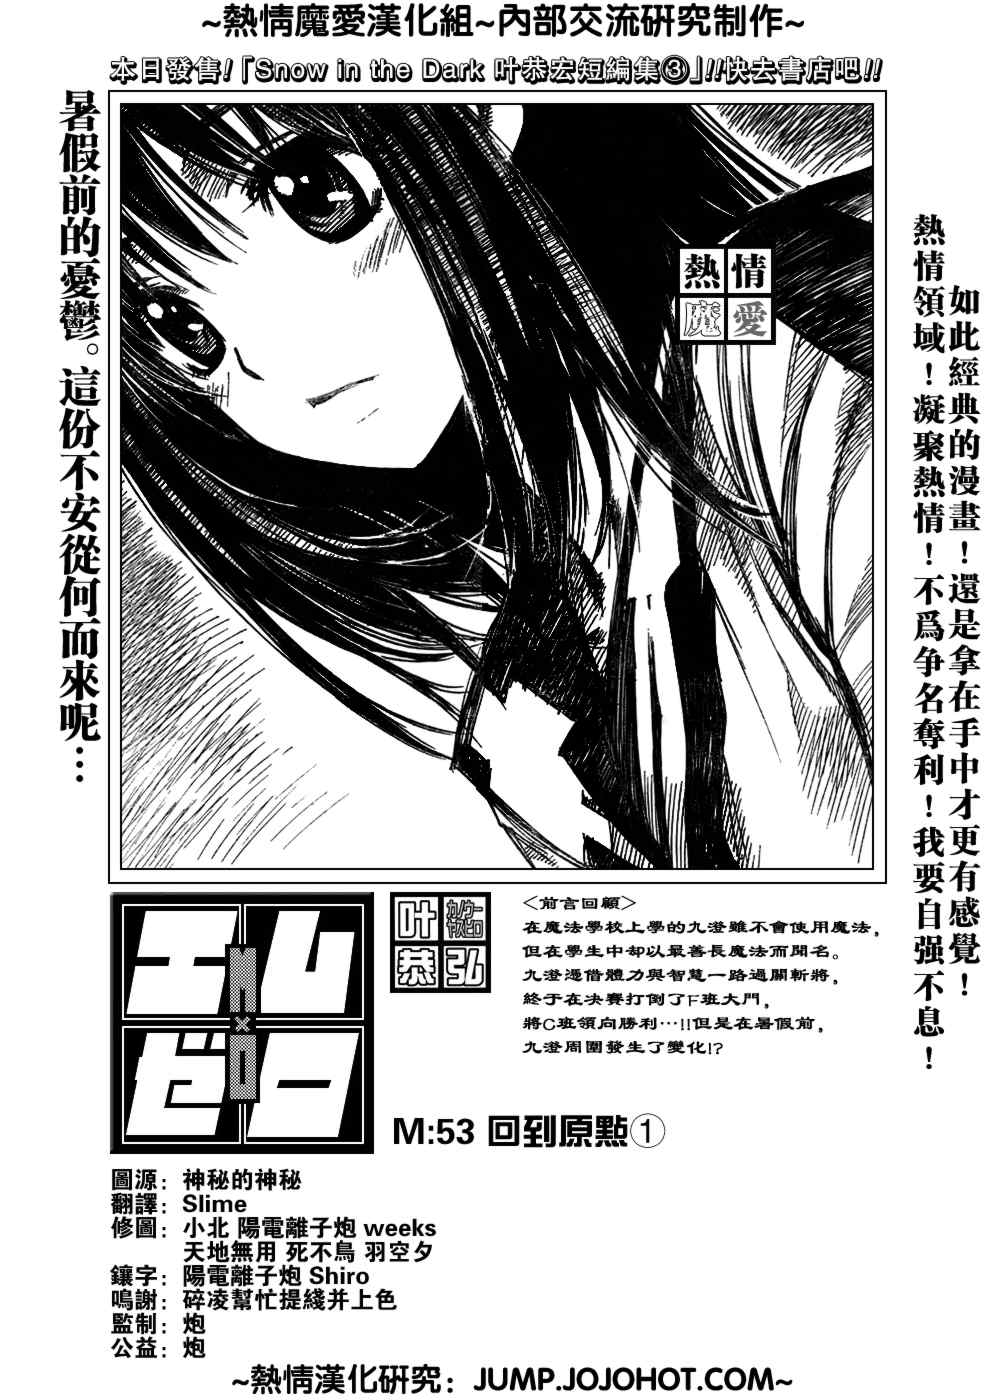 ~熱情魔愛漢化組~內部交流研究制作~
本日發售!「Snow in the Dark 叶恭宏短編集③」!!快去書店吧!!
如此經典的漫畫！還是拿在手中才更有感覺！
熱情領域！凝聚熱情！不爲争名奪利！我要自强不息！
暑假前的憂鬱。這份不安從何而來呢…
熱情
魔愛
エム
M×0
ゼロ
叶
カノウ
ヤスヒロ
恭弘
<前言回顧>
在魔法學校上學的九澄雖不會使用魔法，
但在學生中却以最善長魔法而聞名。
九澄憑借體力與智慧一路過關斬將，
終于在決賽打倒了F班大門，
將C班領向勝利…!!但是在暑假前，
九澄周圍發生了變化!?
M:53 回到原點①
圖源：神秘的神秘
翻譯：Slime
修圖：小北 陽電離子炮 weeks
天地無用 死不鳥 羽空夕
鑲字：陽電離子炮 Shiro
鳴謝：碎凌幫忙提綫并上色
監制：炮
公益：炮
~熱情漢化研究：JUMP.JOJOHOT.COM~